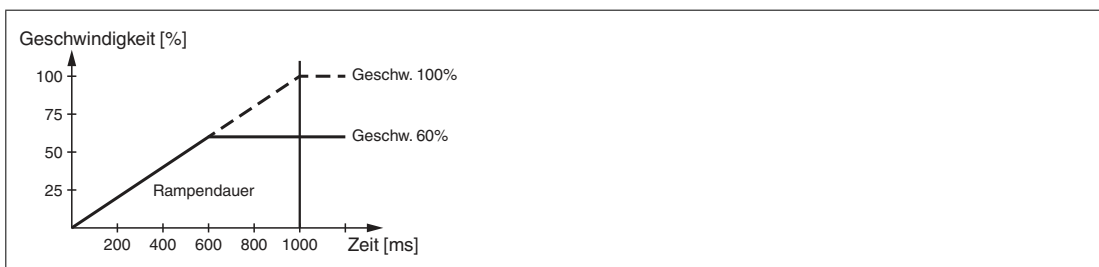 Geschwindigkeit [%]
100
Geschw. 100%
75
Geschw. 60%
50
25
Rampendauer
200 400 600 800 1000 Zeit [ms]